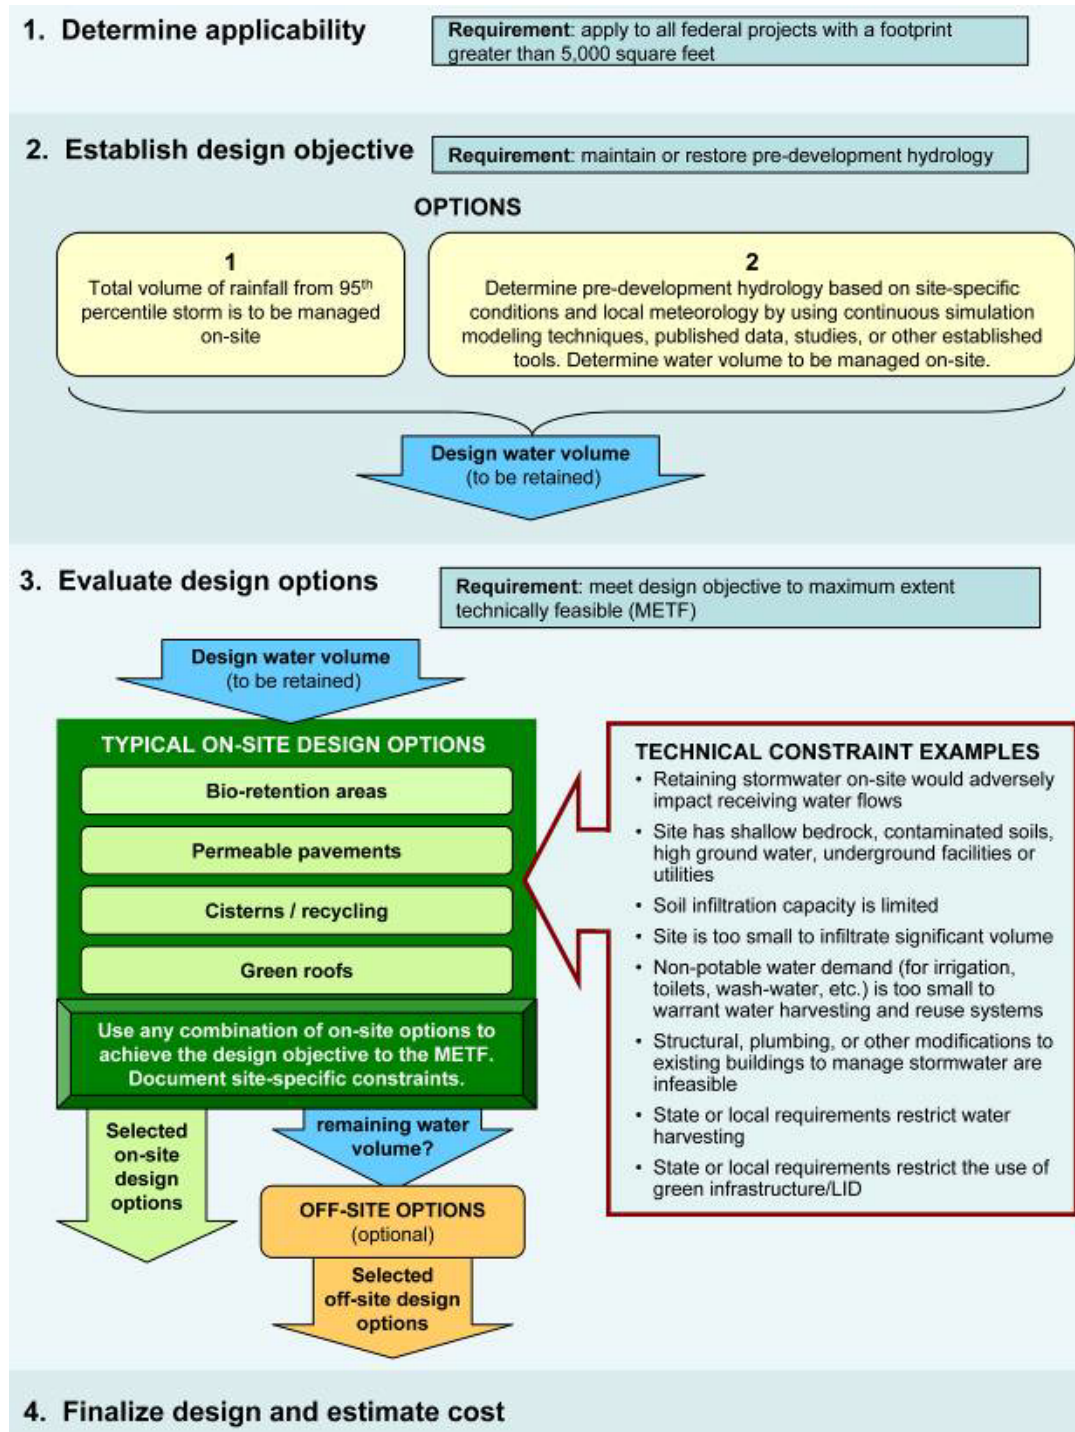 1. Determine applicability
Requirement: apply to all federal projects with a footprint
greater than 5,000 square feet
2. Establish design objective
Requirement: maintain or restore pre-development hydrology
OPTIONS
1
Total volume of rainfall from 95th
percentile storm is to be managed
on-site
2
Determine pre-development hydrology based on site-specific
conditions and local meteorology by using continuous simulation
modeling techniques, published data, studies, or other established
tools. Determine water volume to be managed on-site.
Design water volume
(to be retained)
3. Evaluate design options
Requirement: meet design objective to maximum extent
technically feasible (METF)
Design water volume
(to be retained)
TYPICAL ON-SITE DESIGN OPTIONS
Bio-retention areas
Permeable pavements
Cisterns / recycling
Green roofs
Use any combination of on-site options to
achieve the design objective to the METF.
Document site-specific constraints.
Selected
on-site
design
options
remaining water
volume?
OFF-SITE OPTIONS
(optional)
Selected
off-site design
options
TECHNICAL CONSTRAINT EXAMPLES
• Retaining stormwater on-site would adversely
impact receiving water flows
• Site has shallow bedrock, contaminated soils,
high ground water, underground facilities or
utilities
• Soil infiltration capacity is limited
• Site is too small to infiltrate significant volume
• Non-potable water demand (for irrigation,
toilets, wash-water, etc.) is too small to
warrant water harvesting and reuse systems
• Structural, plumbing, or other modifications to
existing buildings to manage stormwater are
infeasible
• State or local requirements restrict water
harvesting
• State or local requirements restrict the use of
green infrastructure/LID
4. Finalize design and estimate cost